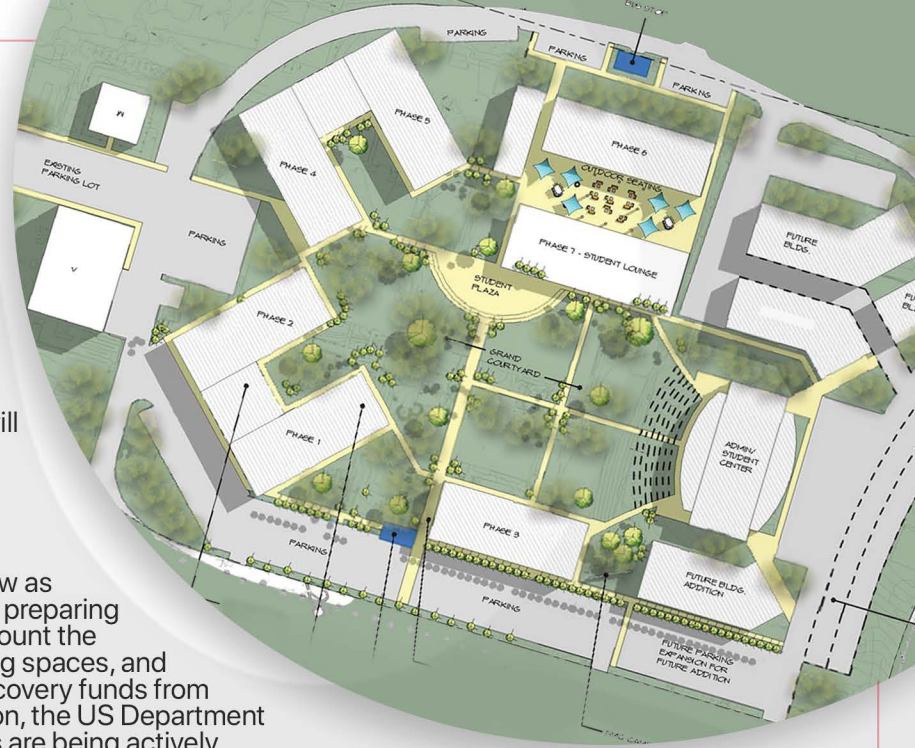 PARKING
PARKING
PARKING
M
PHASE 5
PHASE 6
EXISTING
PARKING LOT
PHASE 4
OUTDOOR SEATING
PARKING
FUTURE
BLDG.
V
PHASE 7 - STUDENT LOUNGE
STUDENT
PLAZA
PHASE 2
GRAND
COURTYARD
PHASE 1
ADMIN/
STUDENT
CENTER
PHASE 3
PARKING
FUTURE BLDG.
ADDITION
PARKING
FUTURE PARKING
EXPANSION FOR
FUTURE ADDITION
ill
w as
preparing
ount the
g spaces, and
covery funds from
on, the US Department
s are being actively